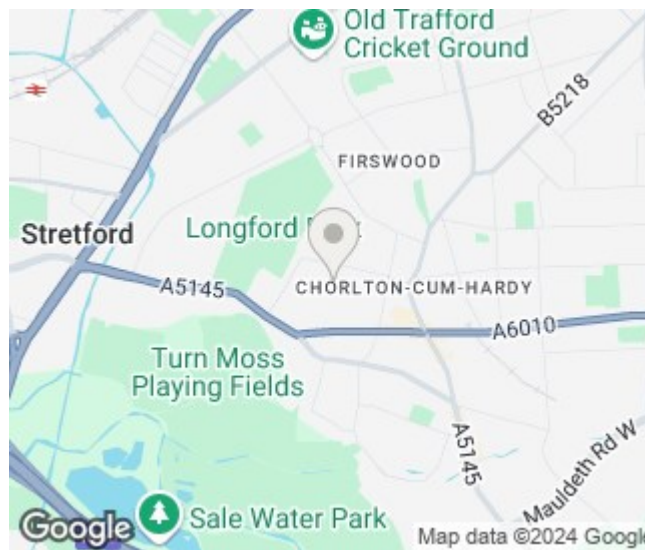 Old Trafford
Cricket Ground
B5218
FIRSWOOD
Longford
Stretford
A5145
CHORLTON-CUM-HARDY
A6010
Turn Moss
Playing Fields
A5145
Mauldeth Rd W
Sale Water Park
Google
Map data ©2024 Google